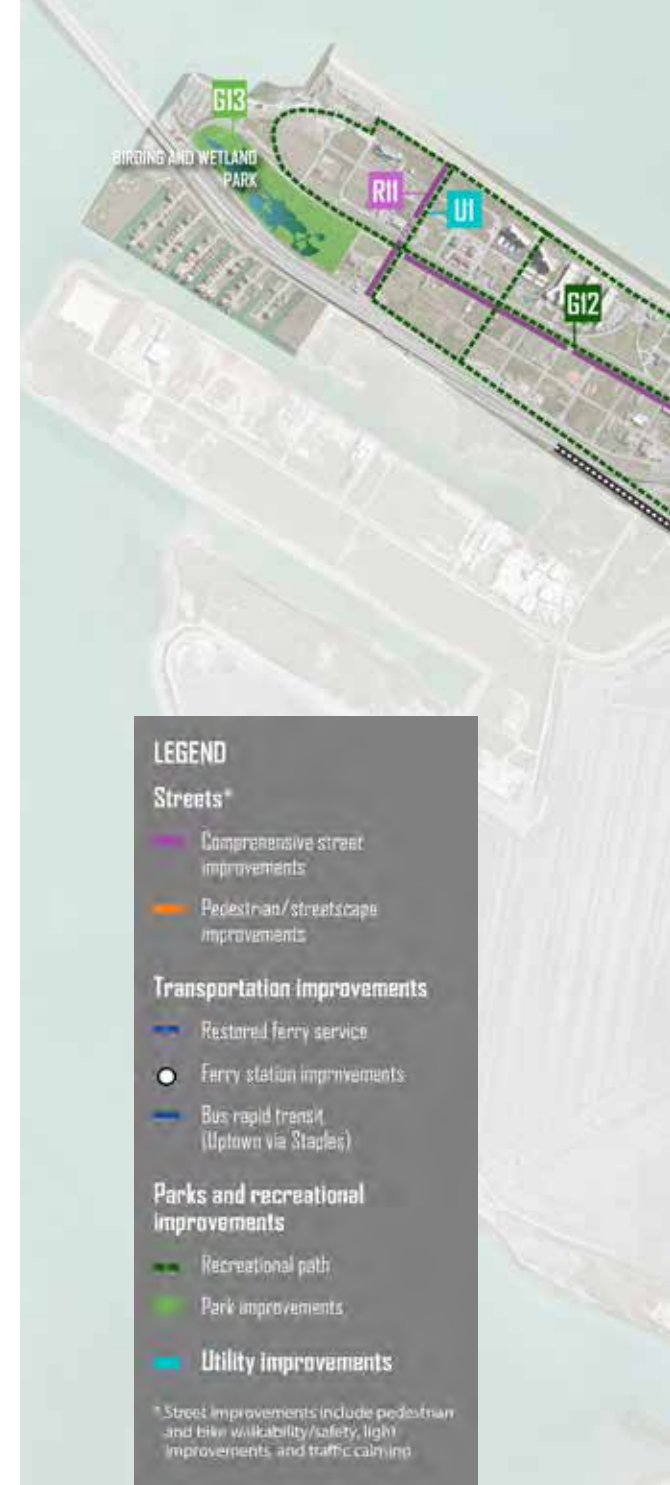 G13
BIRDING AND WETLAND
PARK
R11
U1
G12
LEGEND
Streets*
Comprehensive street
improvements
Pedestrian/streetscape
improvements
Transportation improvements
Restored ferry service
Ferry station improvements
Bus rapid transit
(Uptown via Staples)
Parks and recreational
improvements
Recreational path
Park improvements
Utility improvements
* Street improvements include pedestrian
and bike walkability/safety, light
improvements, and traffic calming